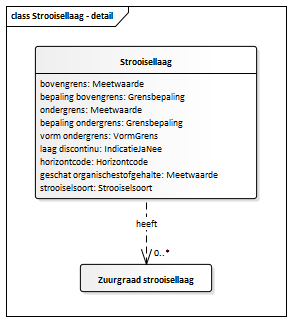 class Strooisellaag - detail
Strooisellaag
bovengrens: Meetwaarde
bepaling bovengrens: Grensbepaling
ondergrens: Meetwaarde
bepaling ondergrens: Grensbepaling
vorm ondergrens: VormGrens
laag discontinu: IndicatieJaNee
horizontcode: Horizontcode
geschat organischestofgehalte: Meetwaarde
strooiselsoort: Strooiselsoort
heeft
0..*
Zuurgraad strooisellaag